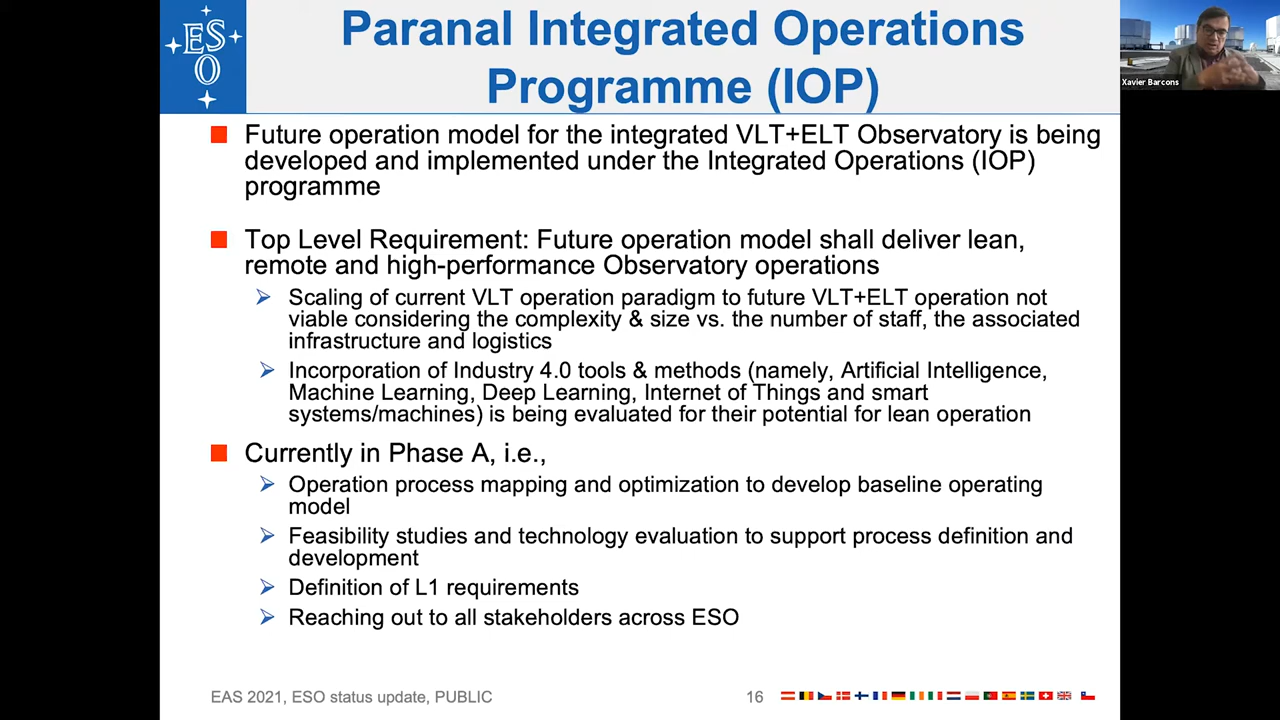 ES
O
Paranal Integrated Operations
Programme (IOP)
Xavier Barcons
Future operation model for the integrated VLT+ELT Observatory is being
developed and implemented under the Integrated Operations (IOP)
programme
Top Level Requirement: Future operation model shall deliver lean,
remote and high-performance Observatory operations
Scaling of current VLT operation paradigm to future VLT+ELT operation not
viable considering the complexity & size vs. the number of staff, the associated
infrastructure and logistics
Incorporation of Industry 4.0 tools & methods (namely, Artificial Intelligence,
Machine Learning, Deep Learning, Internet of Things and smart
systems/machines) is being evaluated for their potential for lean operation
Currently in Phase A, i.e.,
Operation process mapping and optimization to develop baseline operating
model
Feasibility studies and technology evaluation to support process definition and
development
Definition of L1 requirements
Reaching out to all stakeholders across ESO
EAS 2021, ESO status update, PUBLIC
16